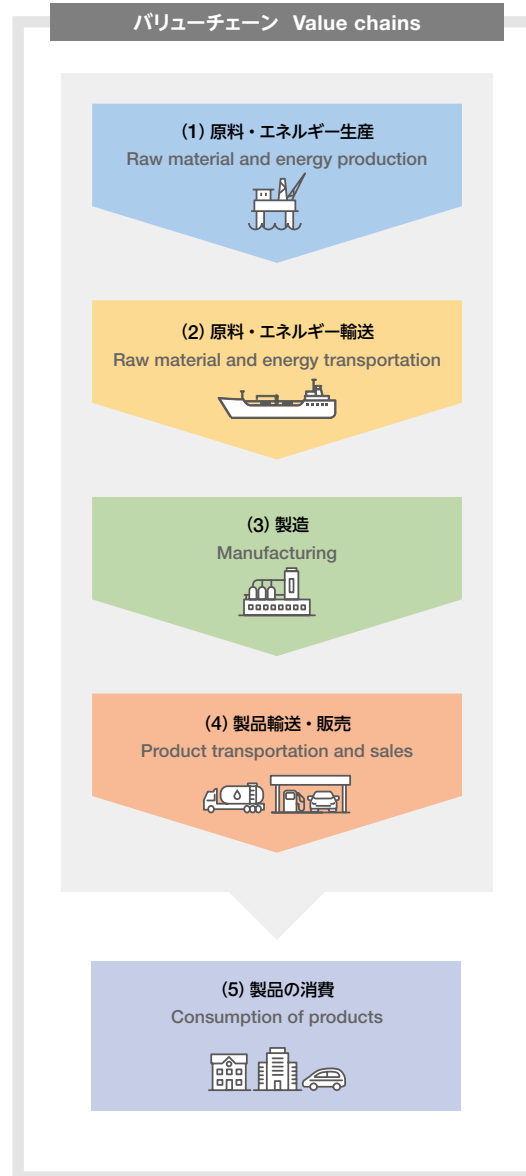 バリューチェーン Value chains
(1) 原料・エネルギー生産
Raw material and energy production
(2) 原料・エネルギー輸送
Raw material and energy transportation
(3) 製造
Manufacturing
(4) 製品輸送・販売
Product transportation and sales
(5) 製品の消費
Consumption of products